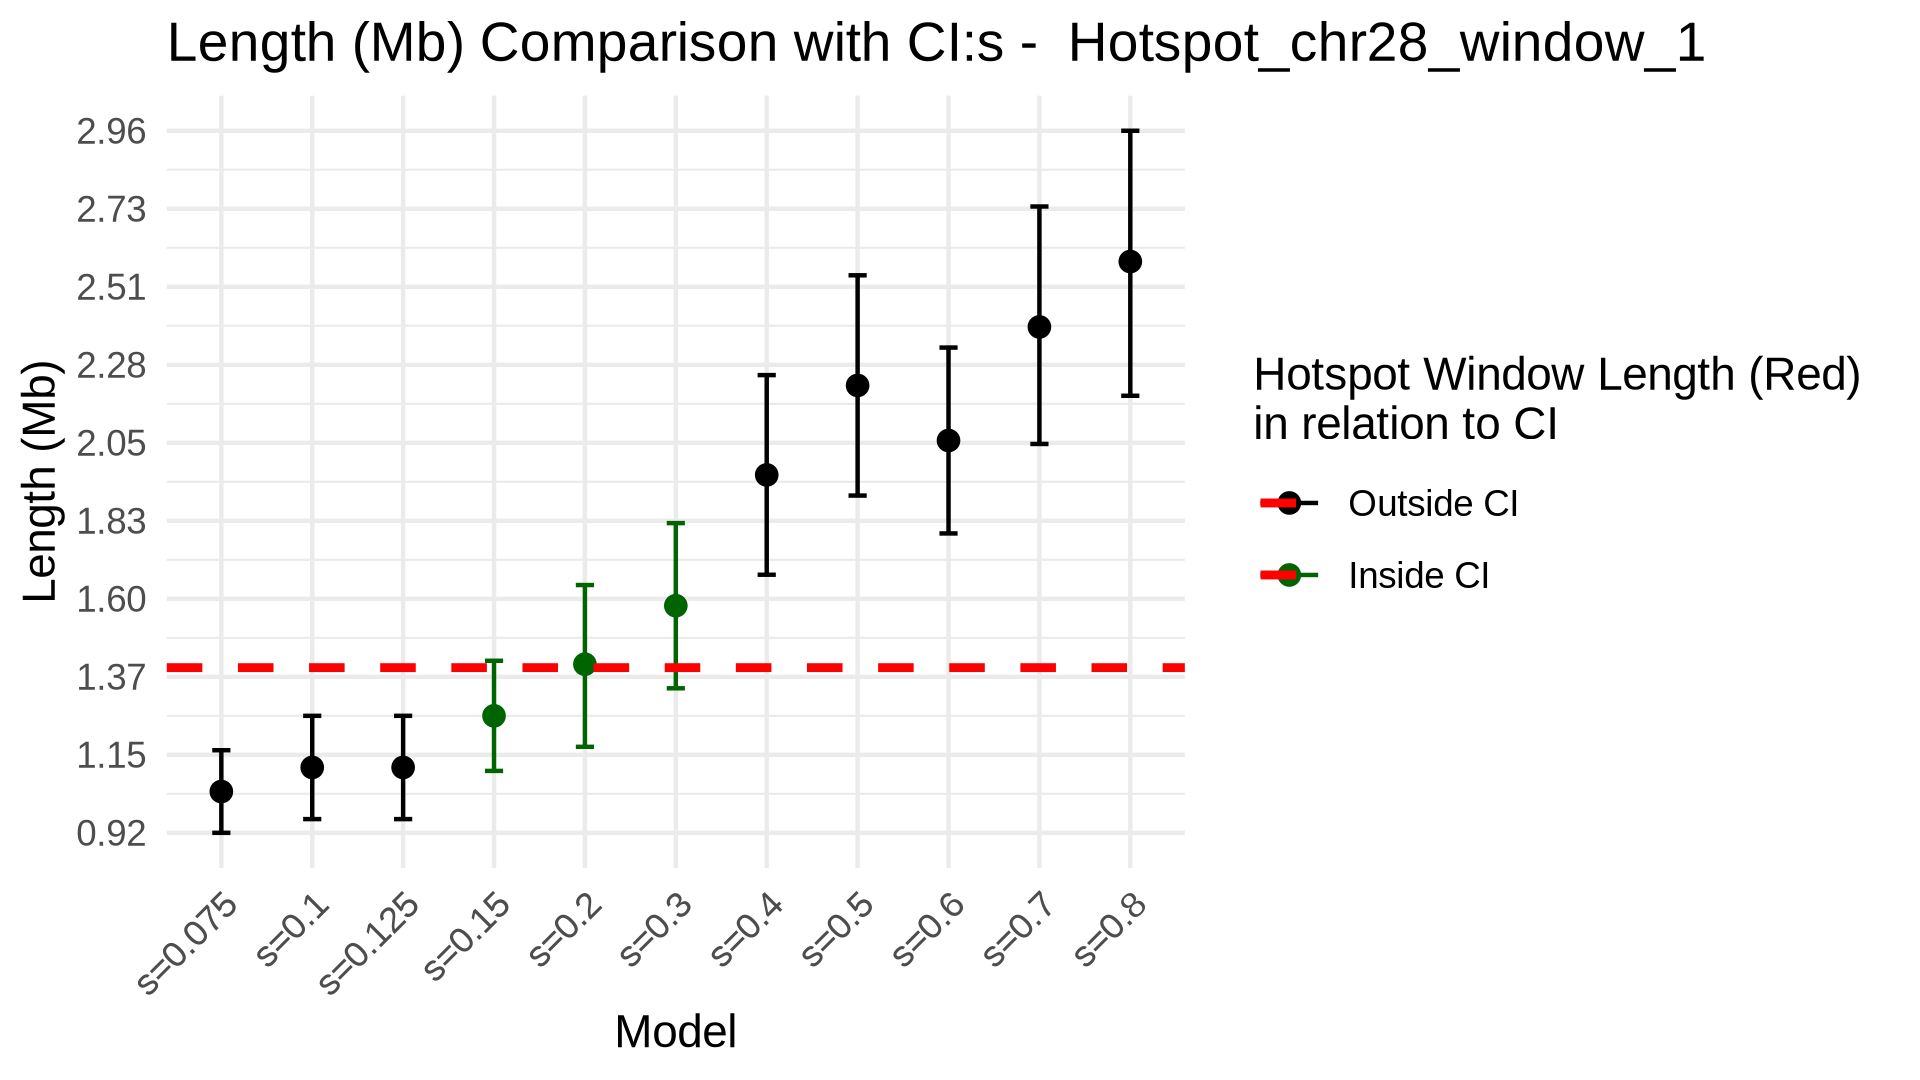 Length (Mb) Comparison with CI:s -  Hotspot_chr28_window_1
Length (Mb)
2.96
2.73
2.51
2.28
2.05
1.83
1.60
1.37
1.15
0.92
s=0.075
s=0.1
s=0.125
s=0.15
s=0.2
s=0.3
s=0.4
s=0.5
s=0.6
s=0.7
s=0.8
Model
Hotspot Window Length (Red)
in relation to CI
Outside CI
Inside CI